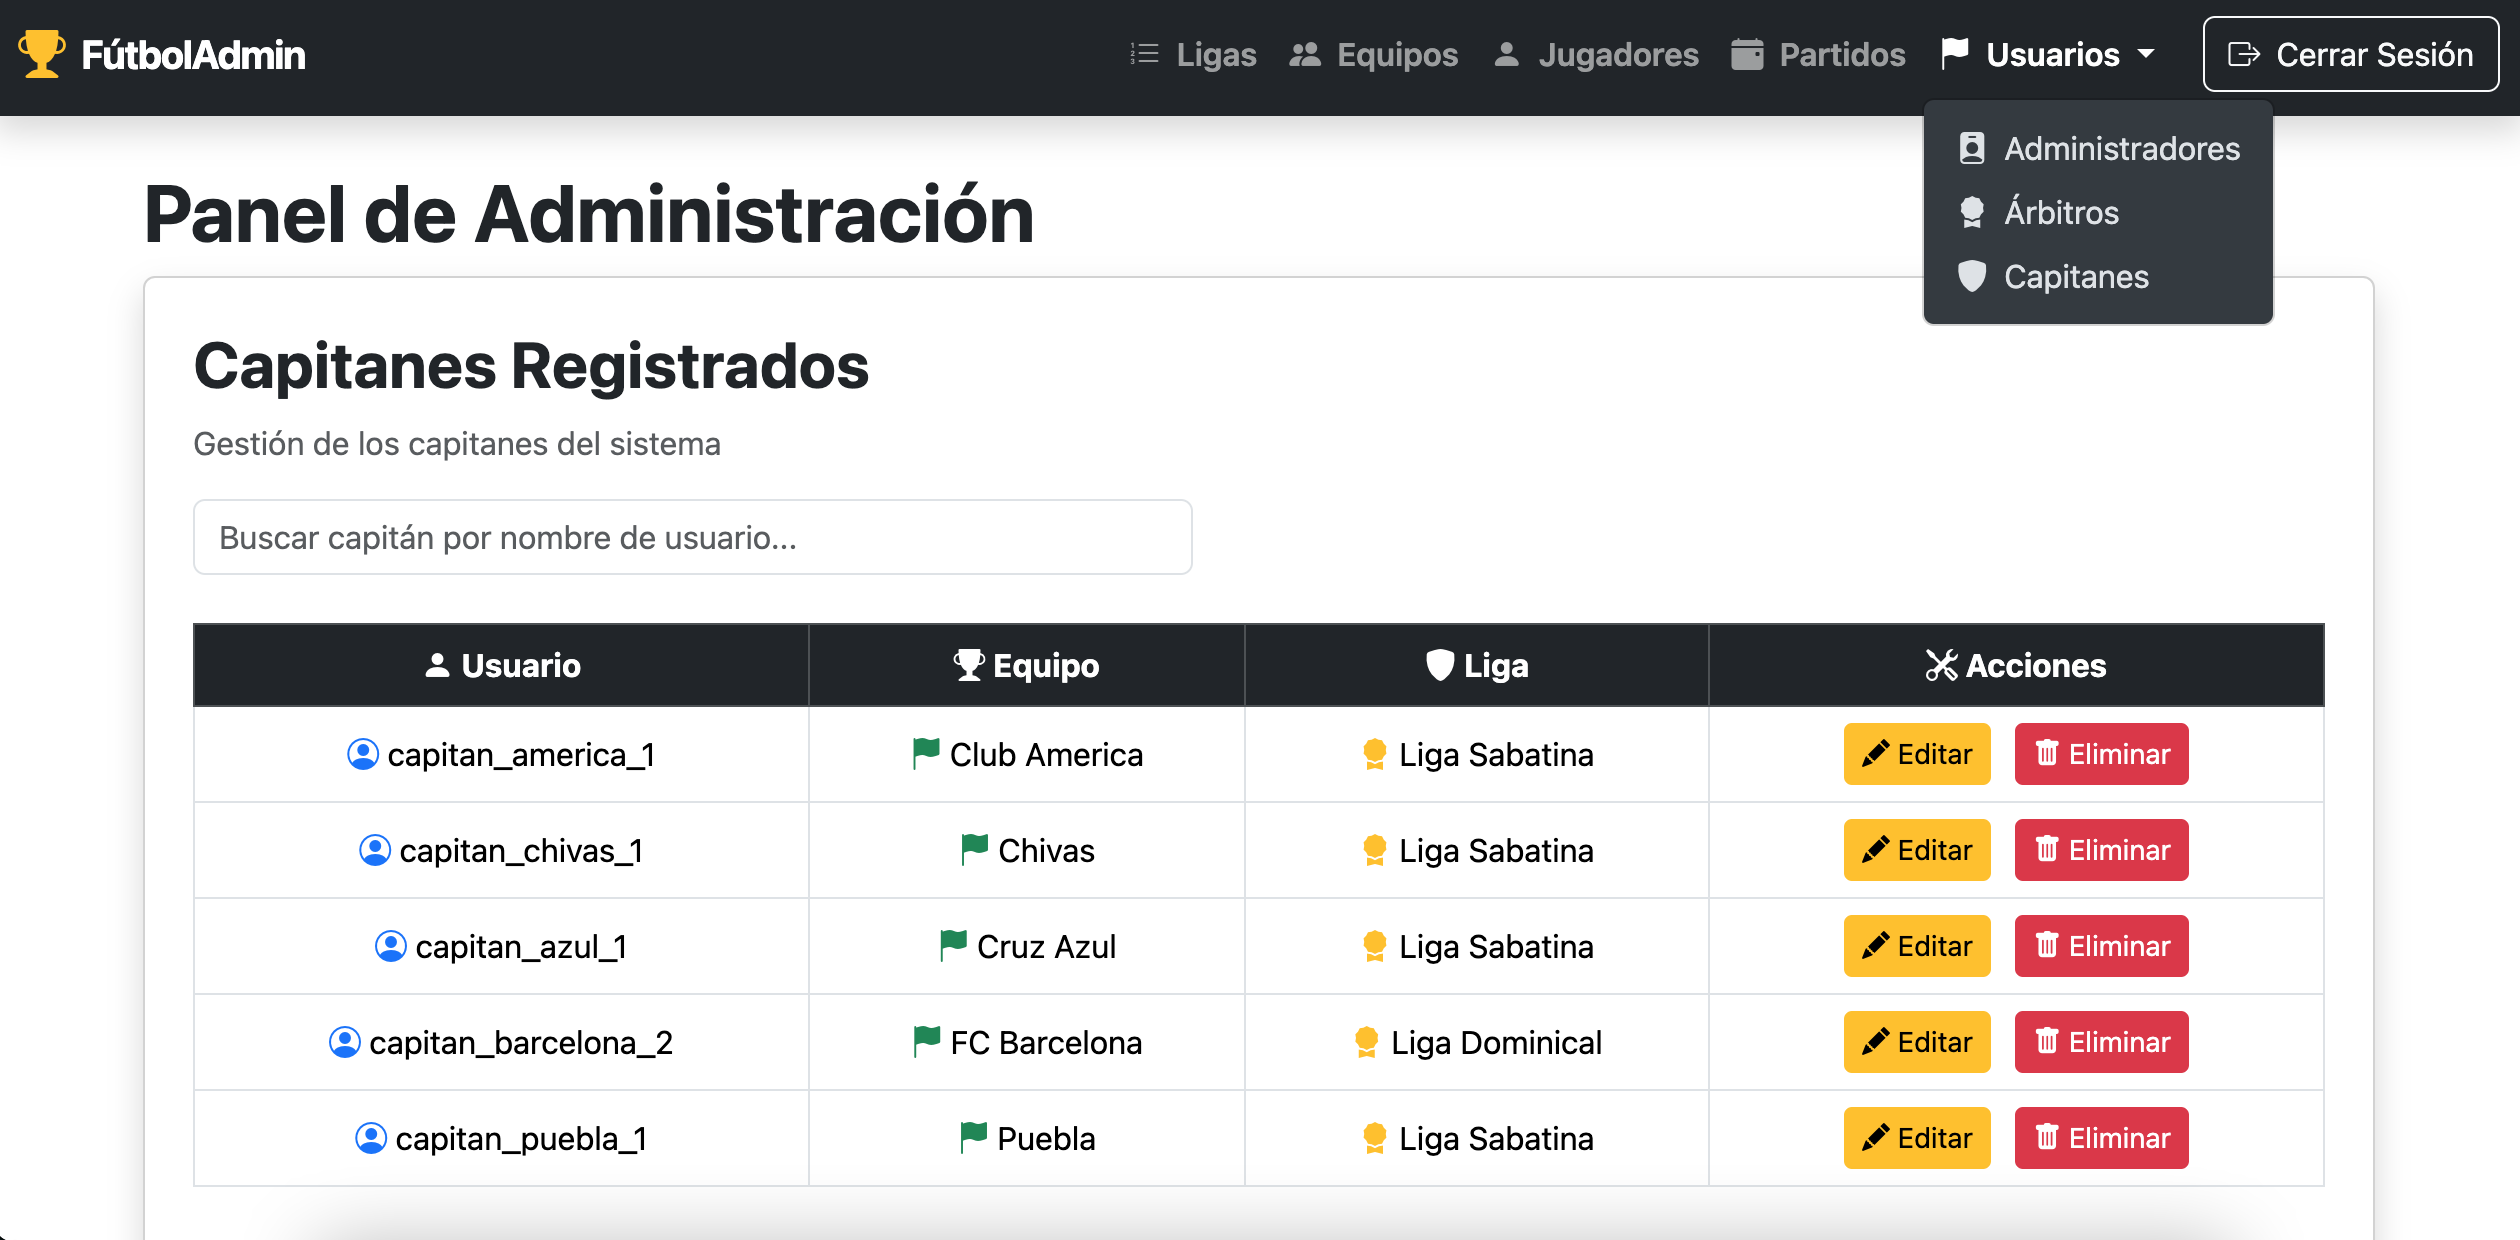 FútbolAdmin
Ligas
Equipos
Jugadores
Partidos
Usuarios
Cerrar Sesión
Administradores
Árbitros
Capitanes
Panel de Administración
Capitanes Registrados
Gestión de los capitanes del sistema
Buscar capitán por nombre de usuario...
Usuario Equipo Liga Acciones
capitan_america_1 Club America Liga Sabatina Editar Eliminar
capitan_chivas_1 Chivas Liga Sabatina Editar Eliminar
capitan_azul_1 Cruz Azul Liga Sabatina Editar Eliminar
capitan_barcelona_2 FC Barcelona Liga Dominical Editar Eliminar
capitan_puebla_1 Puebla Liga Sabatina Editar Eliminar